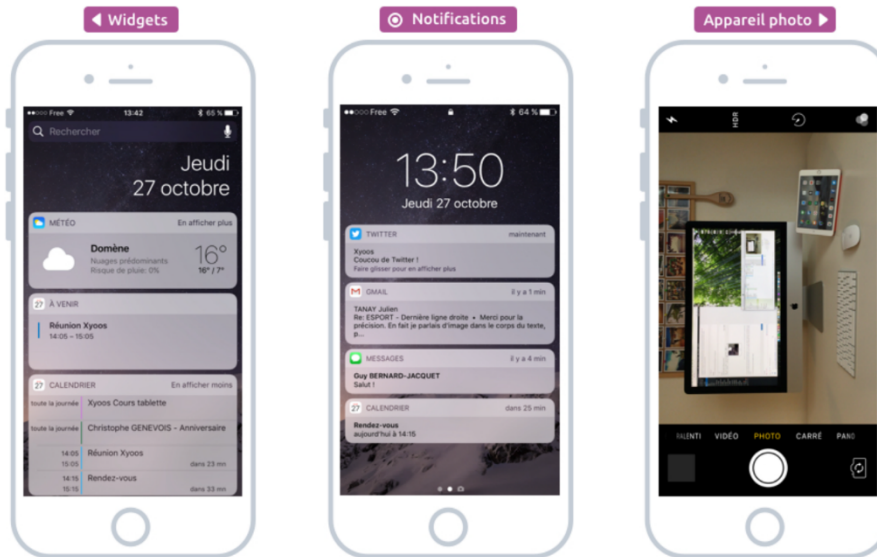 Widgets
Notifications
Appareil photo
Free
13:42
65 %
Rechercher
Jeudi
27 octobre
MÉTÉO
En afficher plus
Domène
Nuages prédominants
Risque de pluie: 0%
16°
16° / 7°
27 À VENIR
Réunion Xyoos
14:05 – 15:05
27 CALENDRIER
En afficher moins
toute la journée
Xyoos Cours tablette
toute la journée
Christophe GENEVOIS - Anniversaire
14:05
Réunion Xyoos
15:05
dans 23 mn
14:15
Rendez-vous
15:15
dans 33 mn
Free
64 %
13:50
Jeudi 27 octobre
TWITTER
maintenant
Xyoos
Coucou de Twitter !
Faire glisser pour en afficher plus
GMAIL
il y a 1 min
TANAY Julien
Re: ESPORT - Dernière ligne droite • Merci pour la
précision. En fait je parlais d'image dans le corps du texte,
p...
MESSAGES
il y a 4 min
Guy BERNARD-JACQUET
Salut !
27 CALENDRIER
dans 25 min
Rendez-vous
aujourd'hui à 14:15
HDR
RALENTI
VIDÉO
PHOTO
CARRÉ
PANO